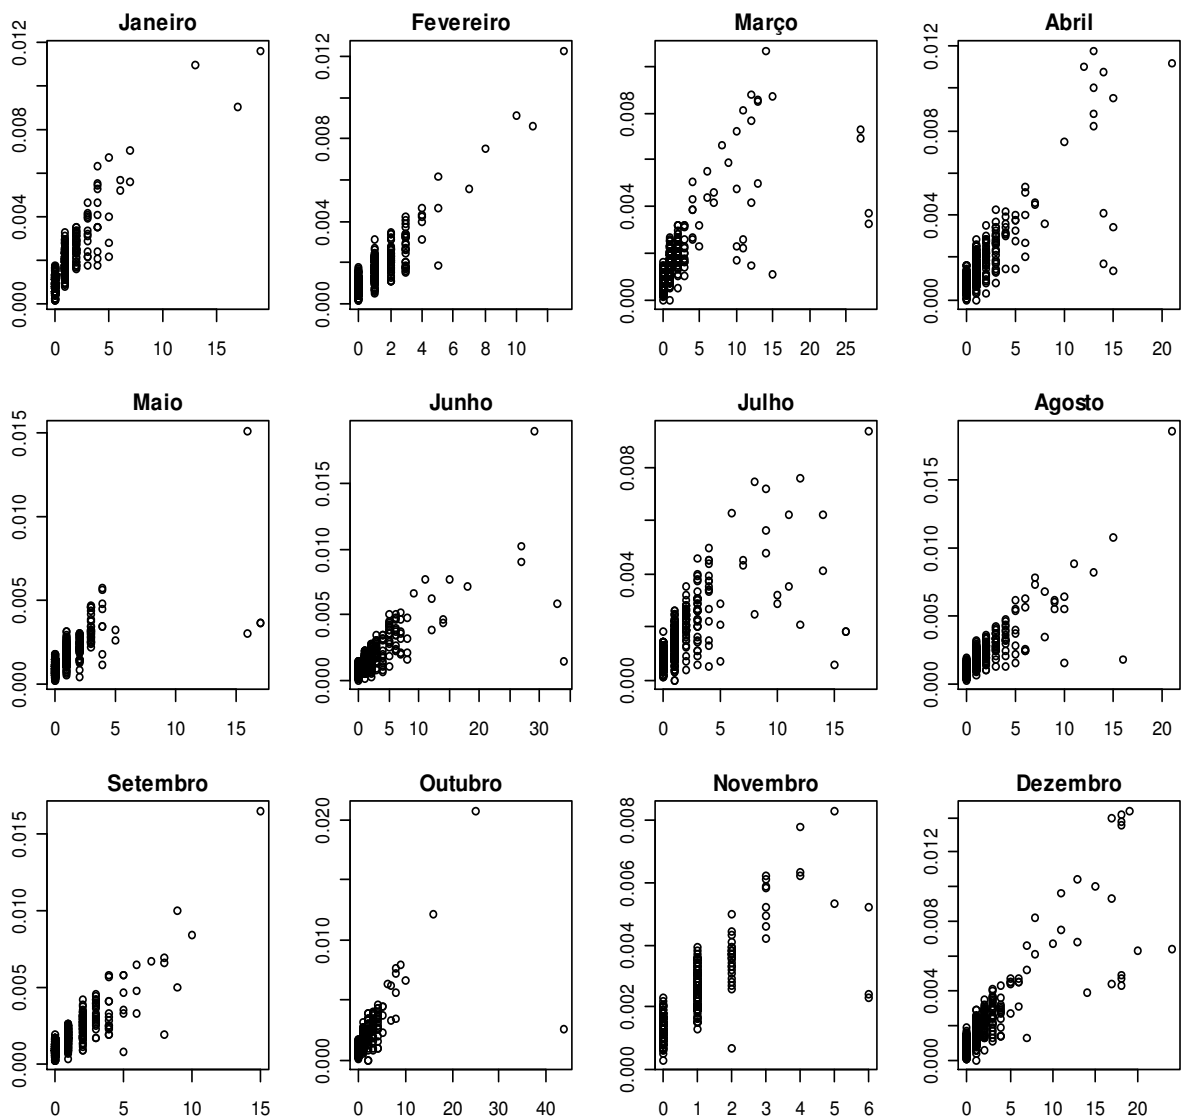 Janeiro Fevereiro Março Abril
0.000 0.004 0.008 0.012
0 5 10 15
0.000 0.004 0.008 0.012
0 2 4 6 8 10
0.000 0.004 0.008
0 5 10 15 20 25
0.000 0.004 0.008 0.012
0 5 10 15 20
Maio Junho Julho Agosto
0.000 0.005 0.010 0.015
0 5 10 15
0.000 0.005 0.010 0.015
0 5 10 20 30
0.000 0.004 0.008
0 5 10 15
0.000 0.005 0.010 0.015
0 5 10 15 20
Setembro Outubro Novembro Dezembro
0.000 0.005 0.010 0.015
0 5 10 15
0.000 0.010 0.020
0 10 20 30 40
0.000 0.002 0.004 0.006 0.008
0 1 2 3 4 5 6
0.000 0.004 0.008 0.012
0 5 10 15 20